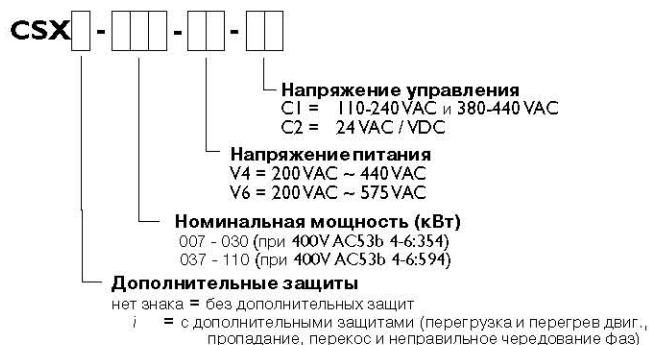 CSX - - -
Напряжение управления
C1 = 110-240 VAC и 380-440 VAC
C2 = 24 VAC / VDC
Напряжение питания
V4 = 200 VAC ~ 440 VAC
V6 = 200 VAC ~ 575 VAC
Номинальная мощность (кВт)
007 - 030 (при 400V AC53b 4-6:354)
037 - 110 (при 400V AC53b 4-6:594)
Дополнительные защиты
нет знака = без дополнительных защит
i = с дополнительными защитами (перегрузка и перегрев двиг.,
пропадание, перекос и неправильное чередование фаз)